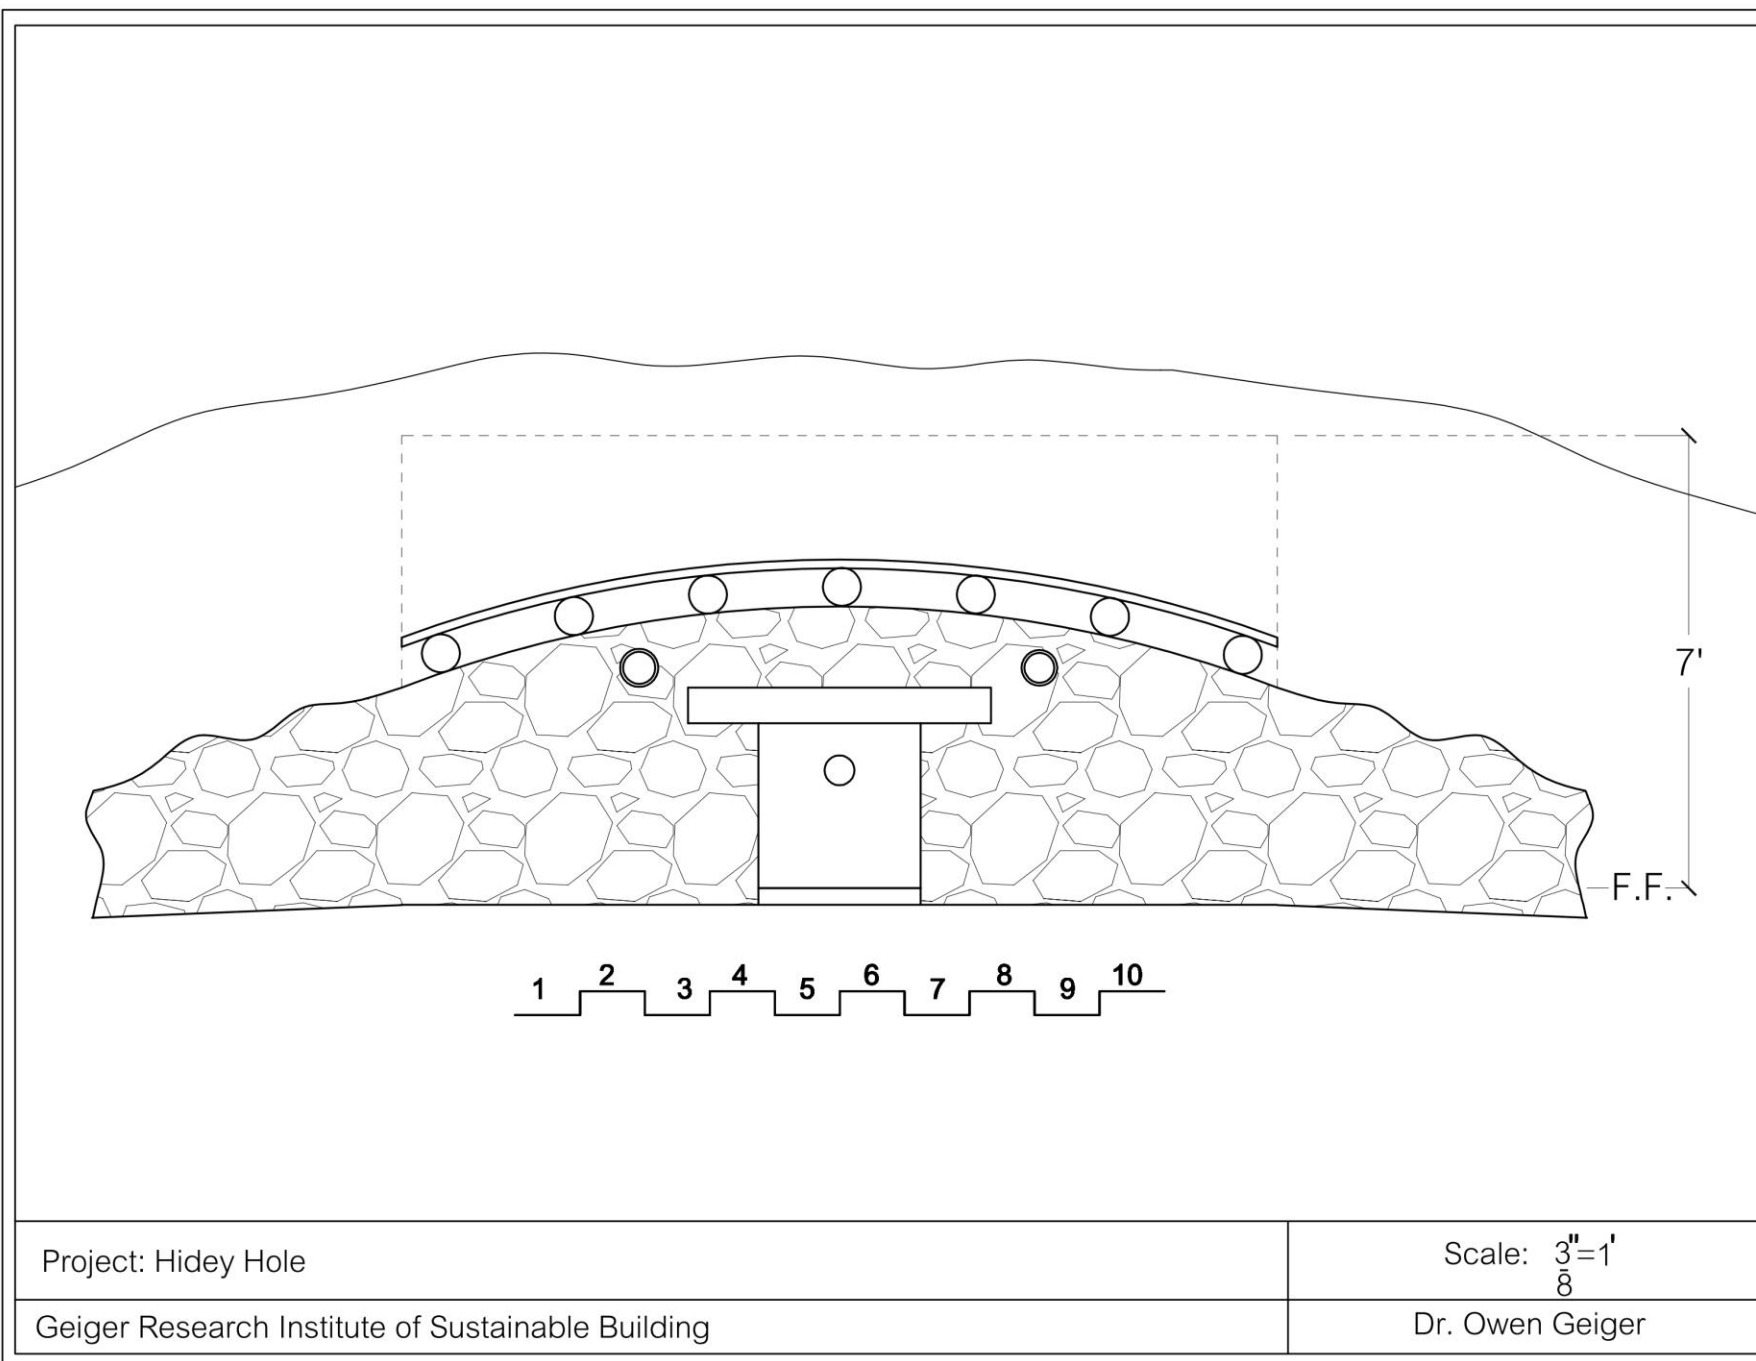 7'
F.F.
1 2 3 4 5 6 7 8 9 10
Project: Hidey Hole
Scale: 3/8"=1'
Geiger Research Institute of Sustainable Building
Dr. Owen Geiger